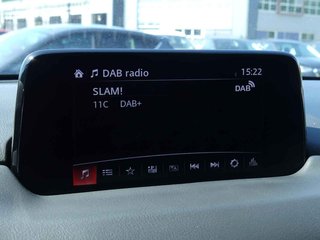 DAB radio 15:22
SLAM! DAB
11C DAB+